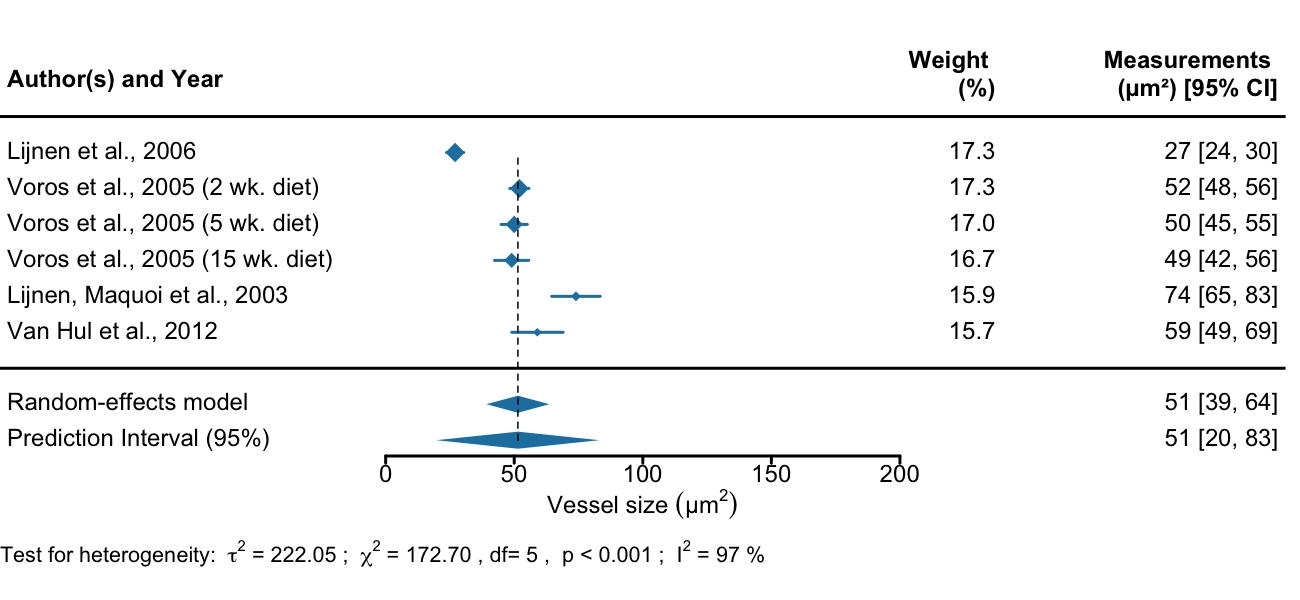 Author(s) and Year Weight (%) Measurements (µm²) [95% CI]
Lijnen et al., 2006 17.3 27 [24, 30]
Voros et al., 2005 (2 wk. diet) 17.3 52 [48, 56]
Voros et al., 2005 (5 wk. diet) 17.0 50 [45, 55]
Voros et al., 2005 (15 wk. diet) 16.7 49 [42, 56]
Lijnen, Maquoi et al., 2003 15.9 74 [65, 83]
Van Hul et al., 2012 15.7 59 [49, 69]
Random-effects model 51 [39, 64]
Prediction Interval (95%) 51 [20, 83]
0 50 100 150 200
Vessel size (µm²)
Test for heterogeneity: τ² = 222.05 ; χ² = 172.70 , df= 5 , p < 0.001 ; I² = 97 %